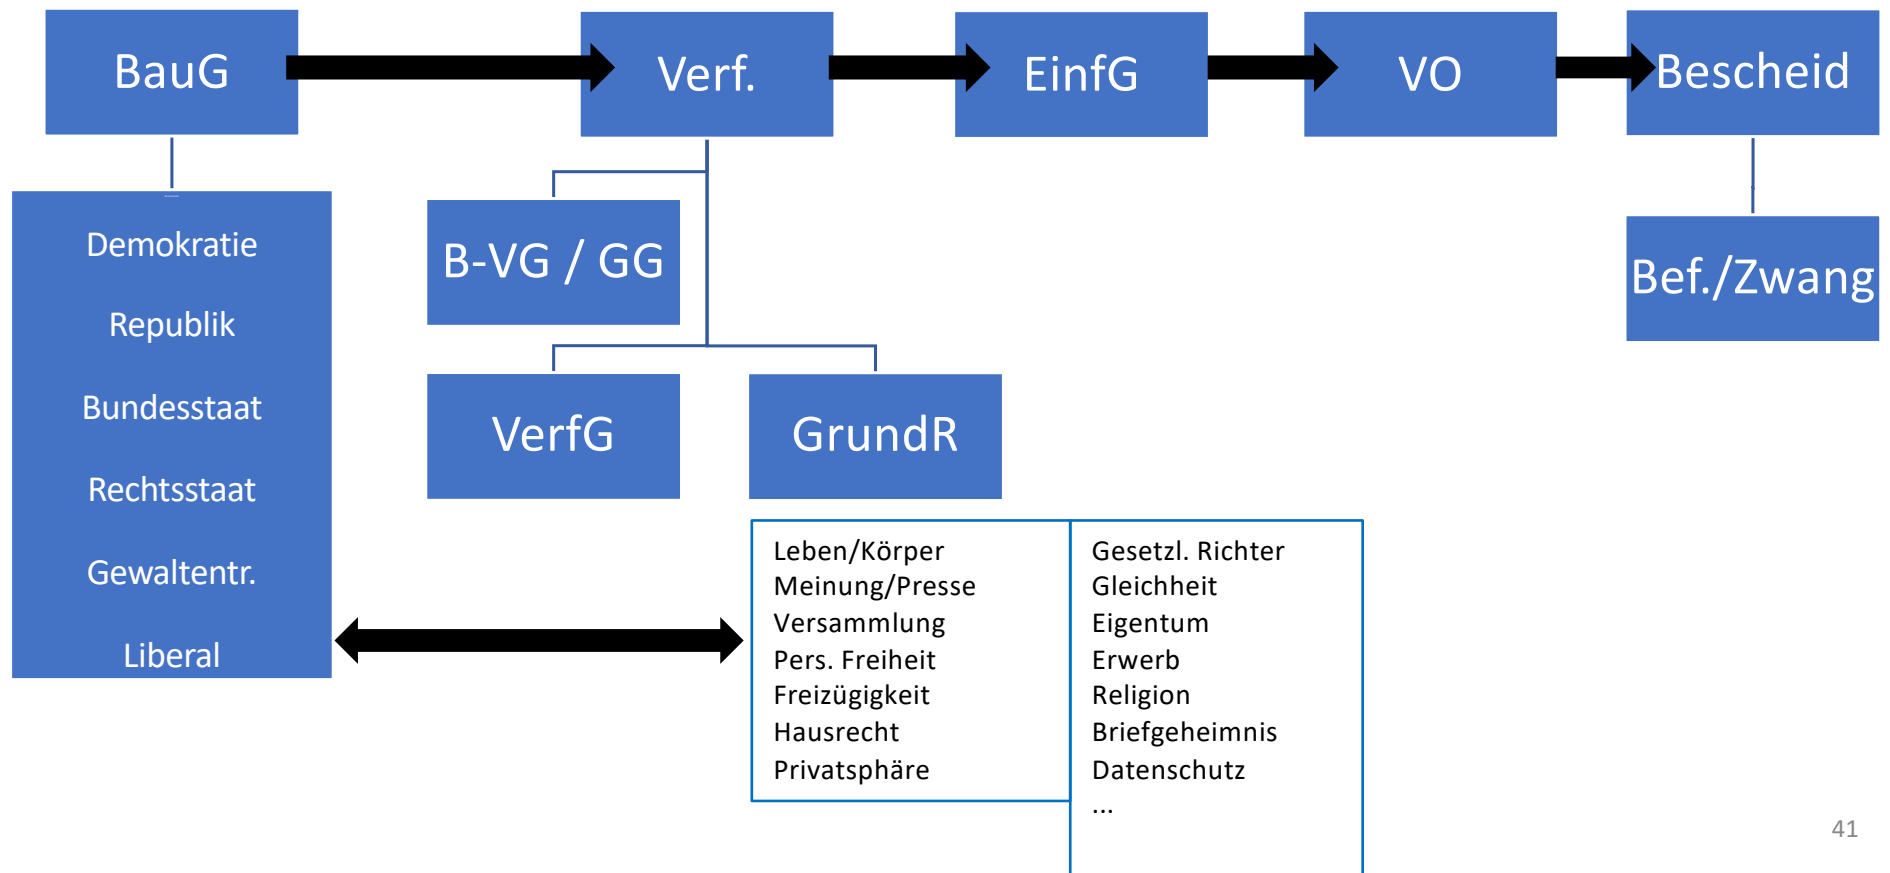 BauG
Verf.
EinfG
VO
Bescheid
Demokratie
Republik
Bundesstaat
Rechtsstaat
Gewaltentr.
Liberal
B-VG / GG
VerfG
GrundR
Bef./Zwang
Leben/Körper
Meinung/Presse
Versammlung
Pers. Freiheit
Freizügigkeit
Hausrecht
Privatsphäre
Gesetzl. Richter
Gleichheit
Eigentum
Erwerb
Religion
Briefgeheimnis
Datenschutz
...
41